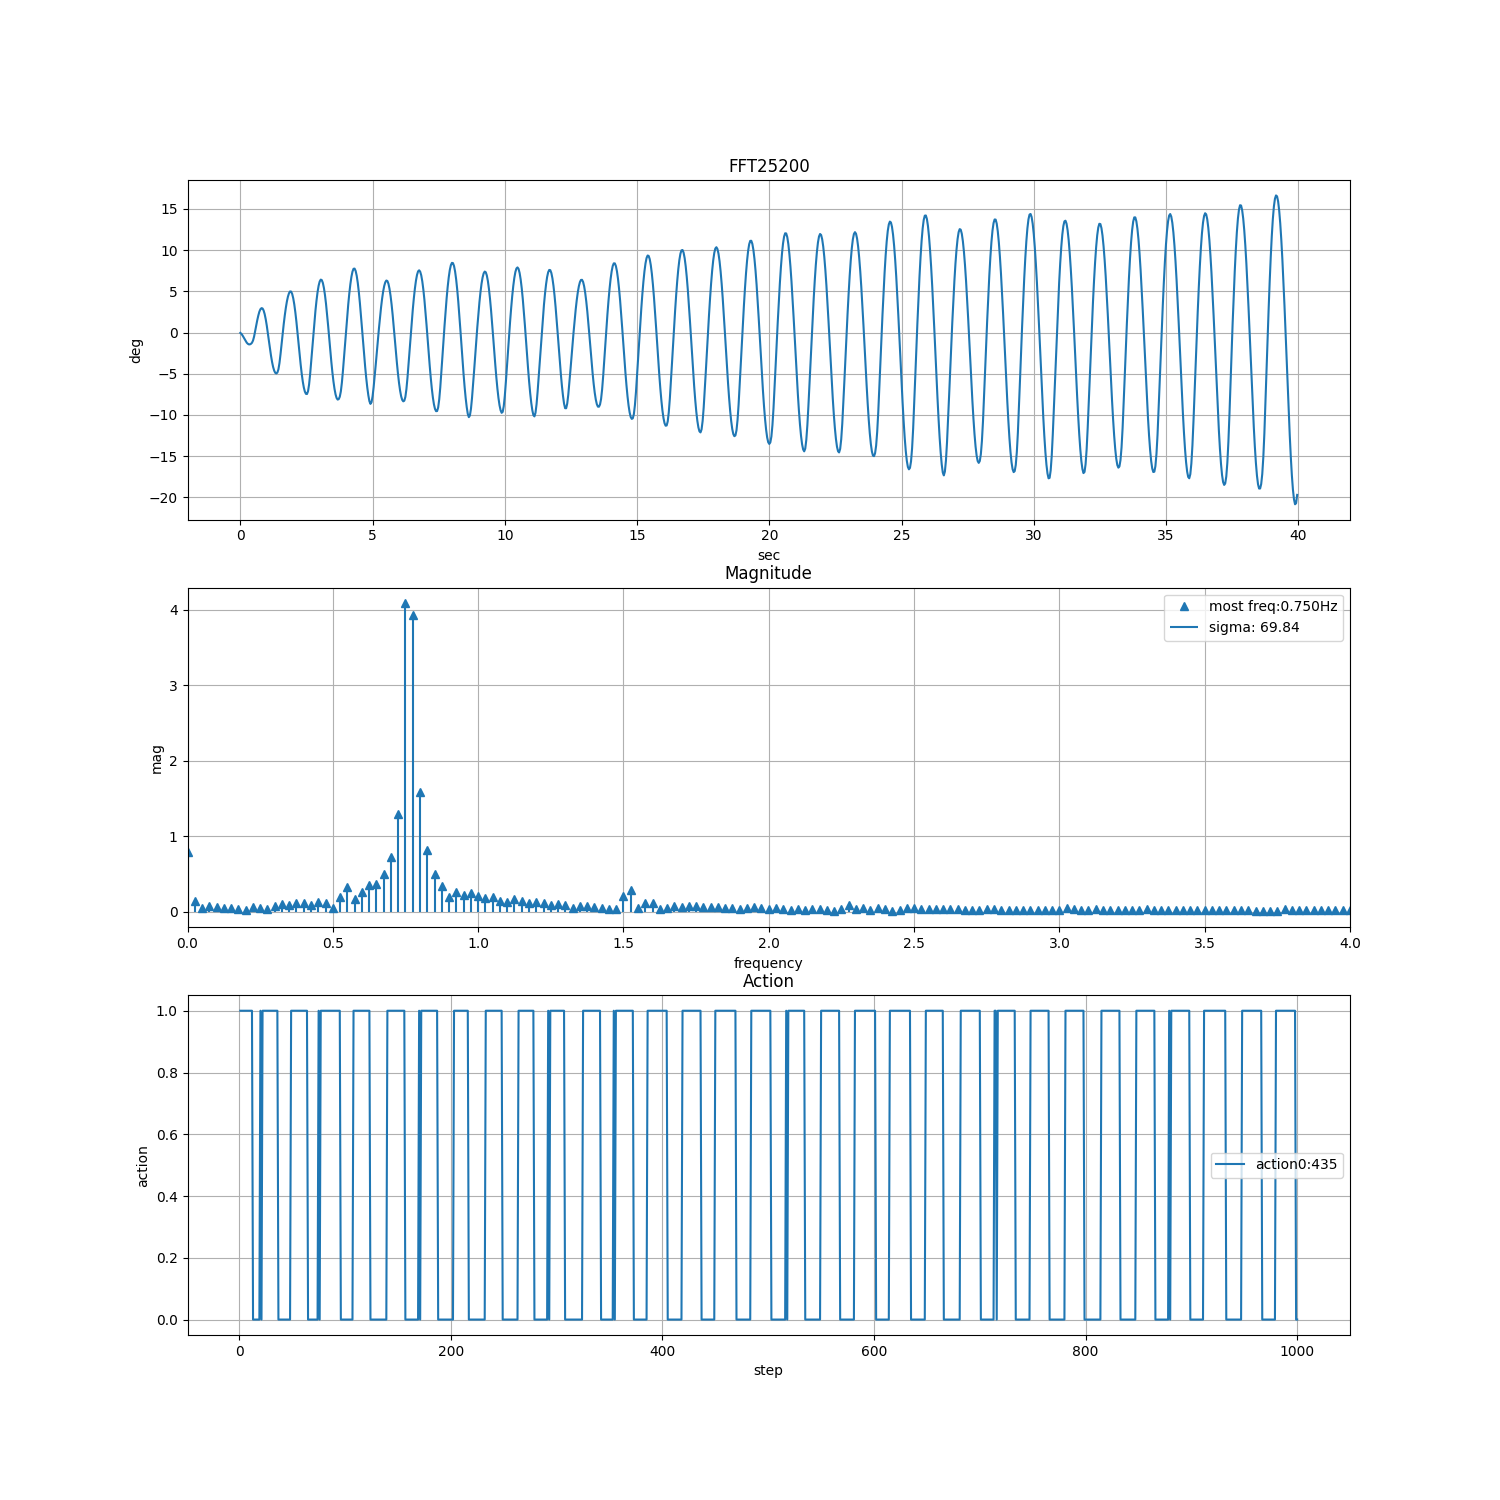 FFT25200
15
10
5
0
−5
−10
−15
−20
deg
0 5 10 15 20 25 30 35 40
sec
Magnitude
most freq:0.750Hz
sigma: 69.84
4
3
2
1
0
mag
0.0 0.5 1.0 1.5 2.0 2.5 3.0 3.5 4.0
frequency
Action
1.0
0.8
0.6
0.4
0.2
0.0
action
action0:435
0 200 400 600 800 1000
step